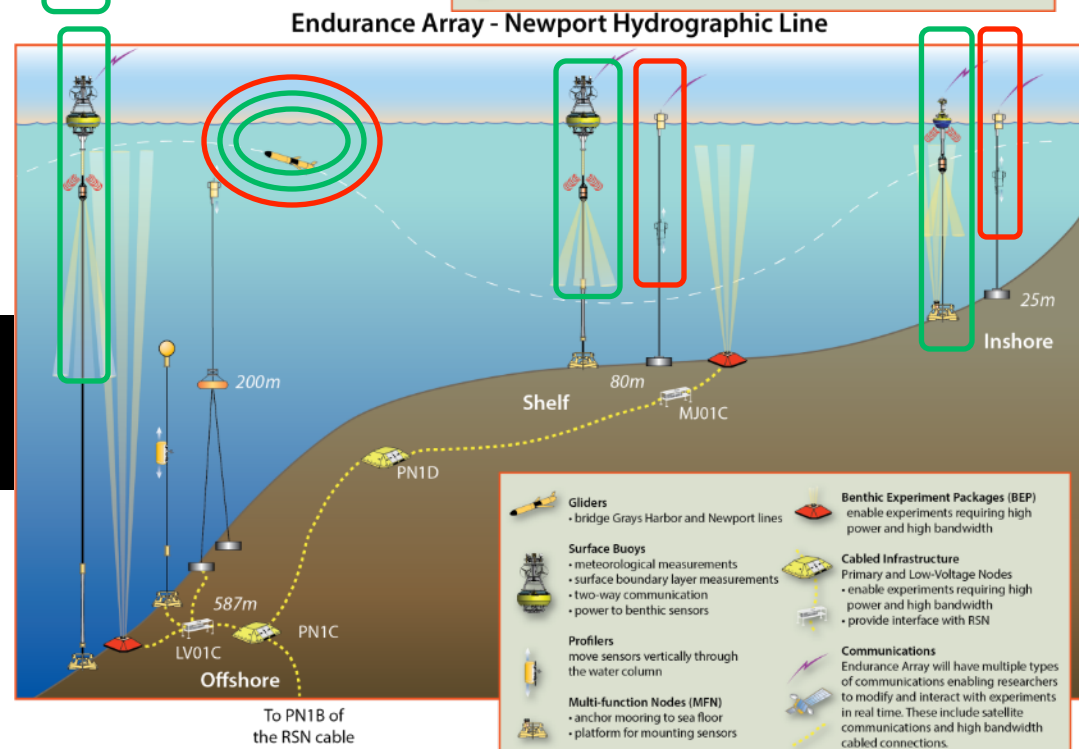 Endurance Array - Newport Hydrographic Line
200m
80m
25m
Inshore
Shelf
MJ01C
PN1D
587m
PN1C
LV01C
Offshore
To PN1B of
the RSN cable
Gliders
• bridge Grays Harbor and Newport lines
Surface Buoys
• meteorological measurements
• surface boundary layer measurements
• two-way communication
• power to benthic sensors
Profilers
move sensors vertically through
the water column
Multi-function Nodes (MFN)
• anchor mooring to sea floor
• platform for mounting sensors
Benthic Experiment Packages (BEP)
enable experiments requiring high
power and high bandwidth
Cabled Infrastructure
Primary and Low-Voltage Nodes
• enable experiments requiring high
power and high bandwidth
• provide interface with RSN
Communications
Endurance Array will have multiple types
of communications enabling researchers
to modify and interact with experiments
in real time. These include satellite
communications and high bandwidth
cabled connections.